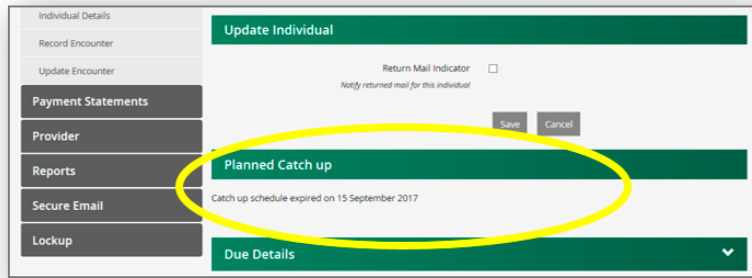 Individual Details
Record Encounter
Update Encounter
Payment Statements
Provider
Reports
Secure Email
Lockup
Update Individual
Return Mail Indicator
Notify returned mail for this individual
Save Cancel
Planned Catch up
Catch up schedule expired on 15 September 2017
Due Details